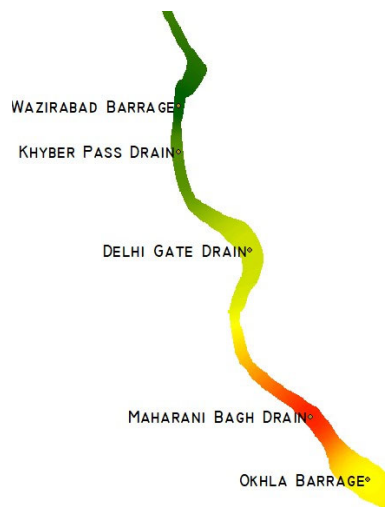 WAZIRABAD BARRAGE
KHYBER PASS DRAIN
DELHI GATE DRAIN
MAHARANI BAGH DRAIN
OKHLA BARRAGE